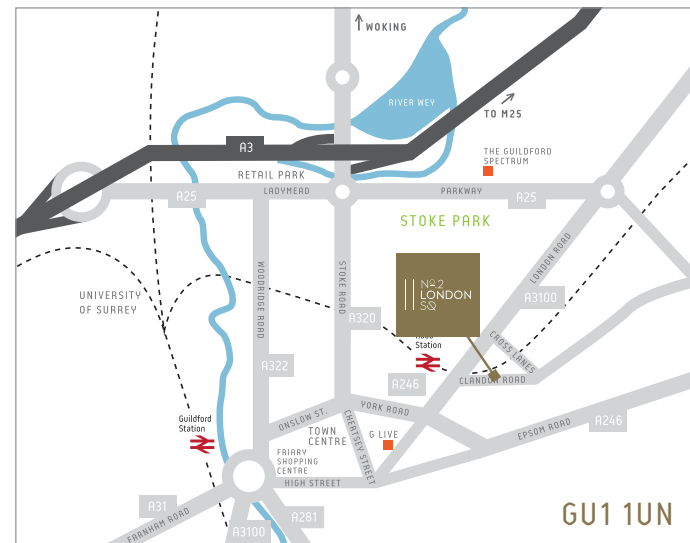 WOKING
RIVER WEY
TO M25
A3
THE GUILDFORD
SPECTRUM
RETAIL PARK
A25
LADYMEAD
PARKWAY
A25
STOKE PARK
WOODRIDGE ROAD
STOKE ROAD
LONDON ROAD
No.2
LONDON
SQ
UNIVERSITY
OF SURREY
A3100
A320
Station
CROSS LANES
A322
A246
CLANDON ROAD
YORK ROAD
ONSLOW ST.
CHERTSEY STREET
A246
EPSOM ROAD
Guildford
Station
TOWN
CENTRE
G LIVE
FRIARY
SHOPPING
CENTRE
HIGH STREET
A31
FARNHAM ROAD
A3100
A281
GU1 1UN